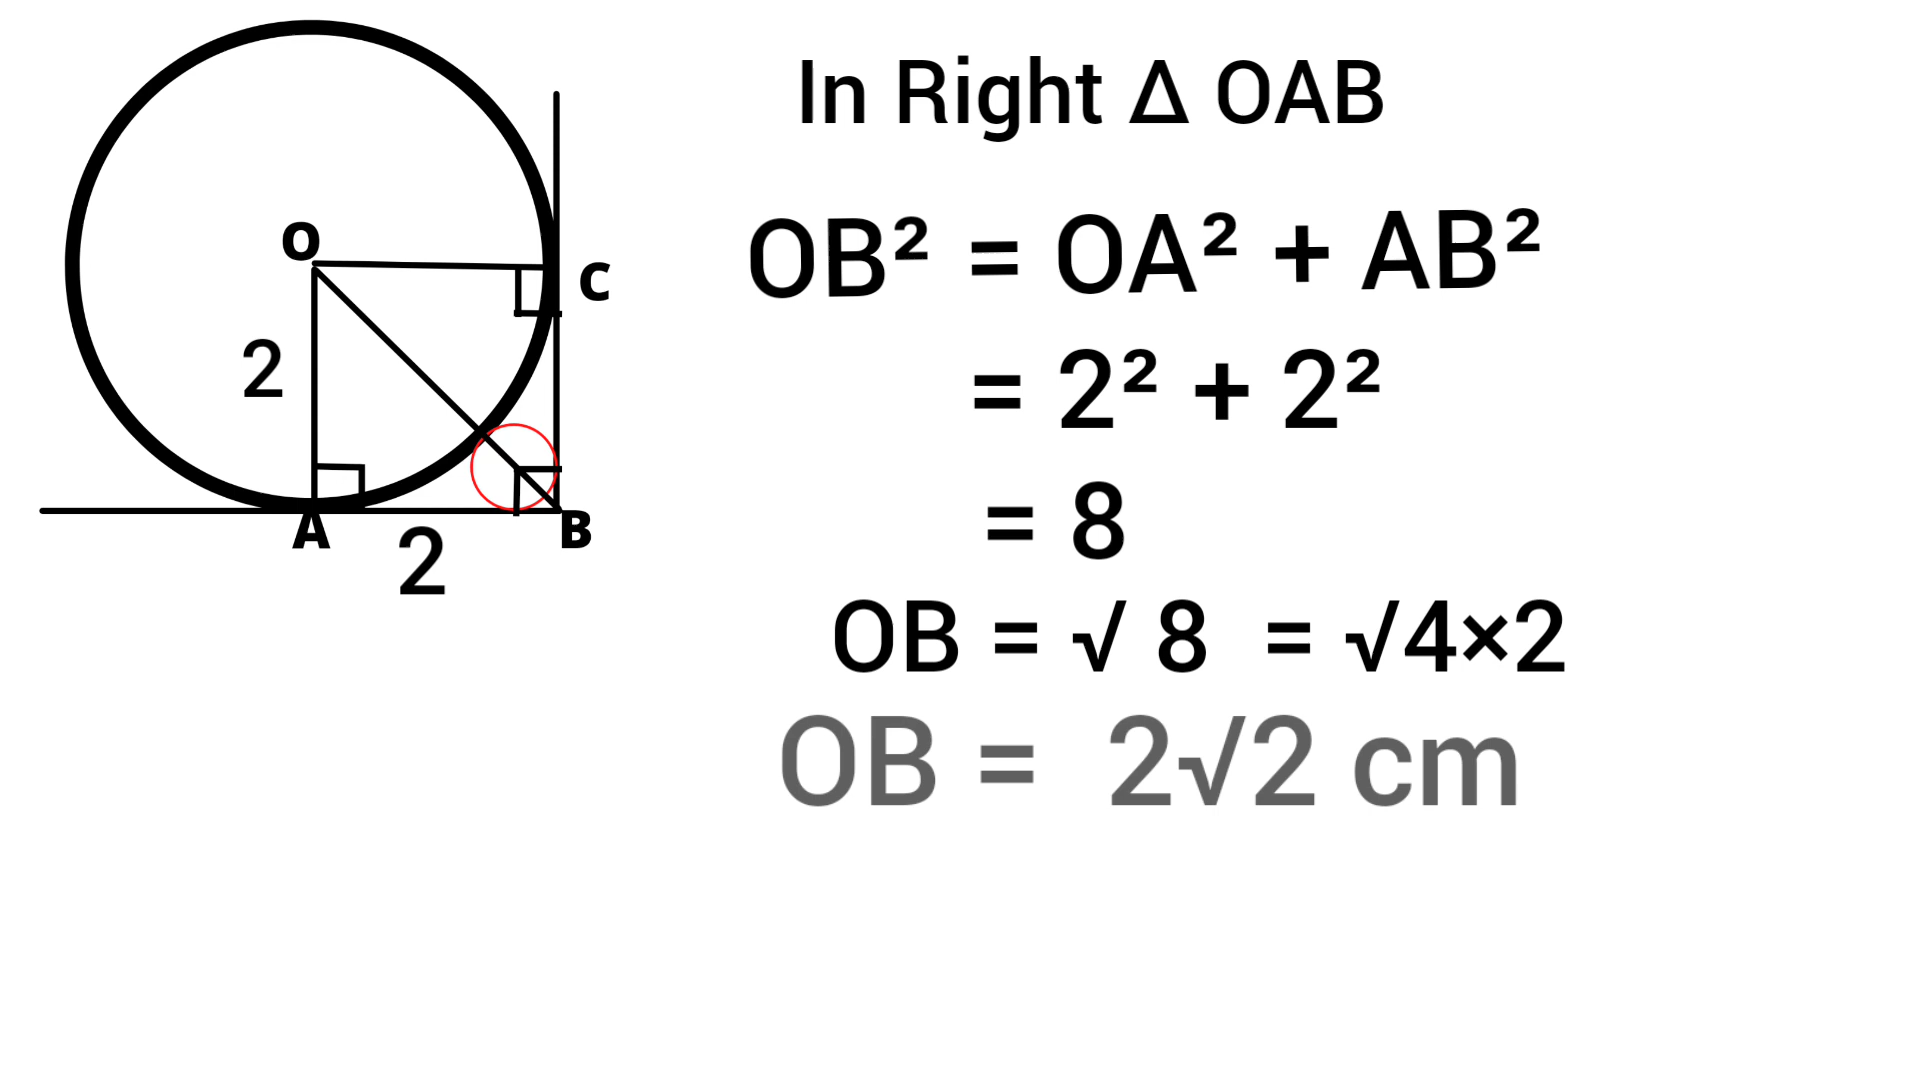 O
C
2
A
B
2
In Right Δ OAB
OB² = OA² + AB²
= 2² + 2²
= 8
OB = √ 8 = √4×2
OB = 2√2 cm